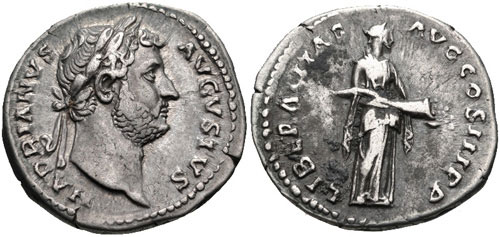 HADRIANVS AVGVSTVS
LIBERALITAS AVG COS III P P